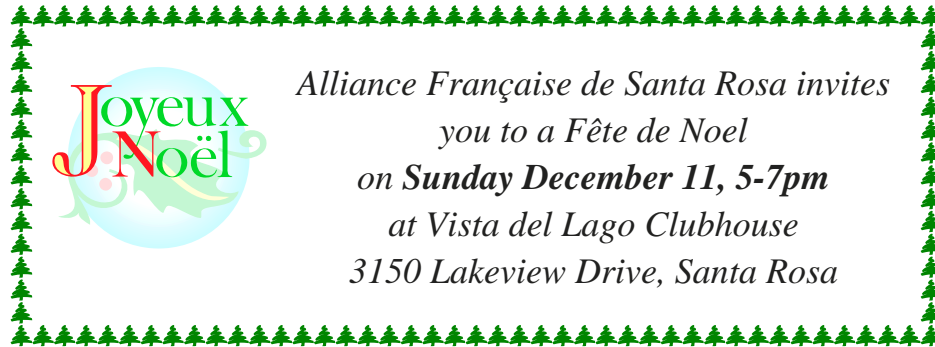 Joyeux
Noël
Alliance Française de Santa Rosa invites
you to a Fête de Noel
on Sunday December 11, 5-7pm
at Vista del Lago Clubhouse
3150 Lakeview Drive, Santa Rosa